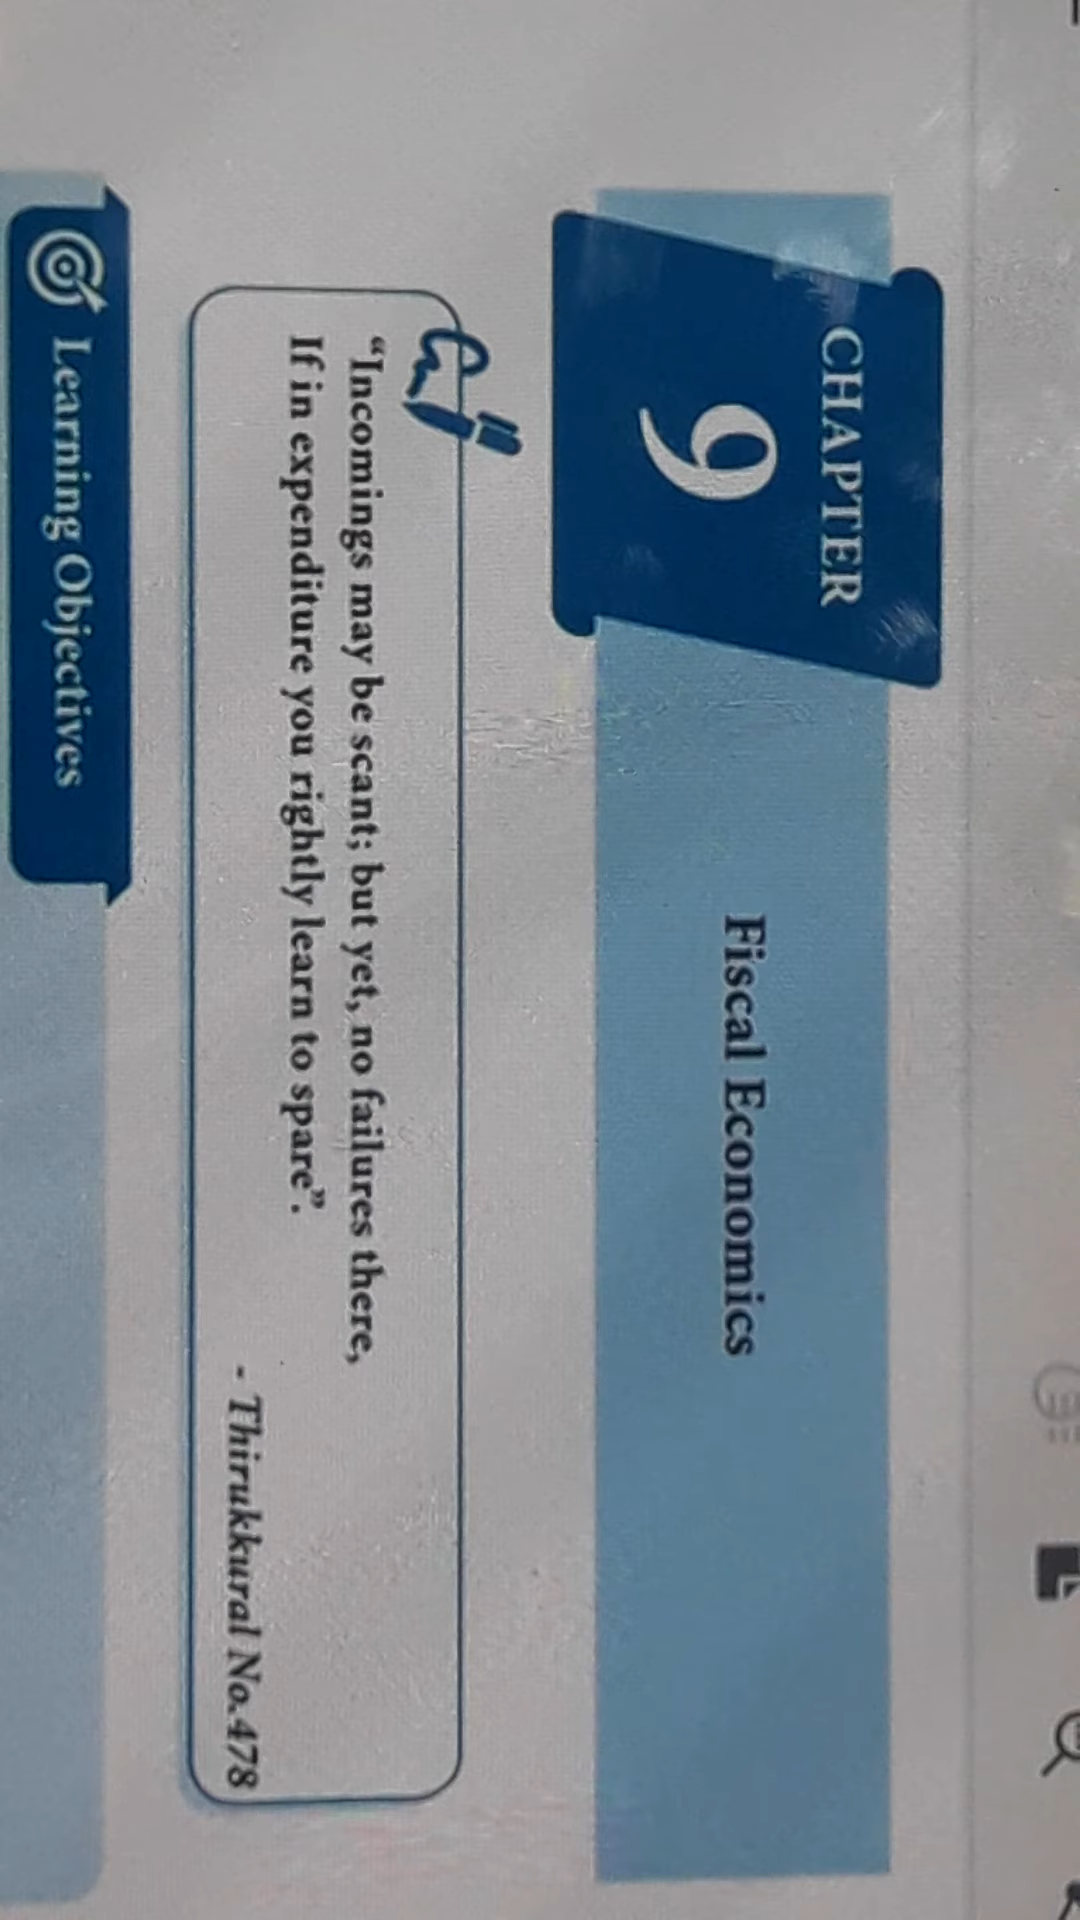 CHAPTER
9
Fiscal Economics
“Incomings may be scant; but yet, no failures there,
If in expenditure you rightly learn to spare”.
- Thirukkural No.478
Learning Objectives